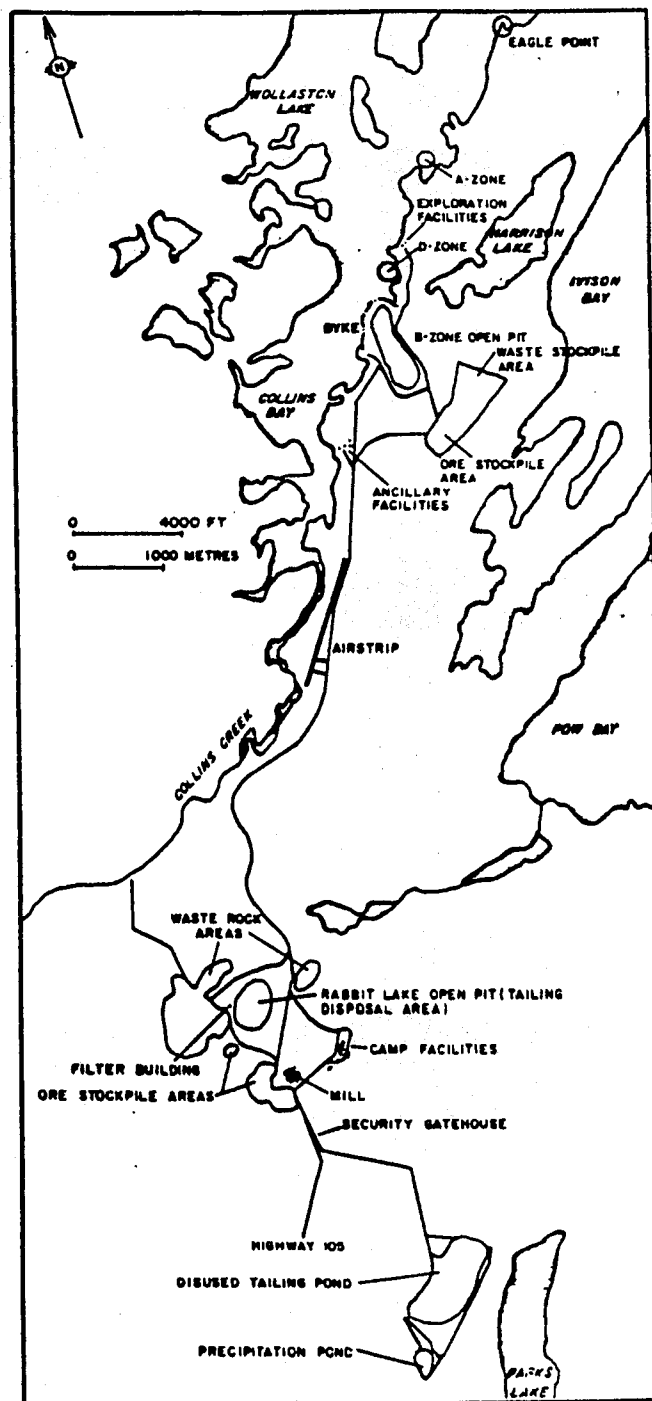 EAGLE POINT
N
WOLLASTON
LAKE
A-ZONE
EXPLORATION
FACILITIES
HARRISON
LAKE
D-ZONE
IVISON
BAY
DYKE
B-ZONE OPEN PIT
WASTE STOCKPILE
AREA
COLLINS
BAY
ORE STOCKPILE
AREA
ANCILLARY
FACILITIES
0 4000 FT
0 1000 METRES
AIRSTRIP
POW BAY
COLLINS CREEK
WASTE ROCK
AREAS
RABBIT LAKE OPEN PIT (TAILING
DISPOSAL AREA)
CAMP FACILITIES
FILTER BUILDING
ORE STOCKPILE AREAS
MILL
SECURITY GATEHOUSE
HIGHWAY 105
DISUSED TAILING POND
PRECIPITATION POND
PARKS
LAKE